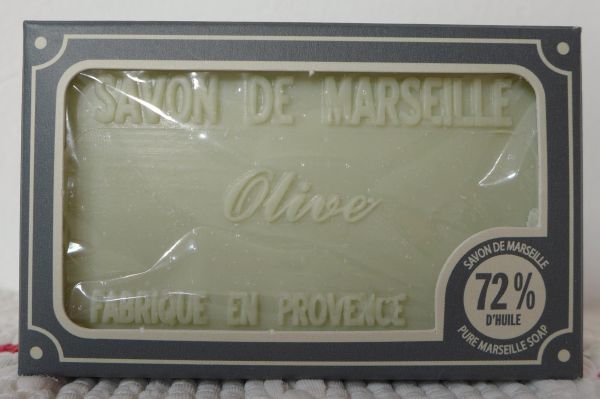 SAVON DE MARSEILLE
Olive
FABRIQUE EN PROVENCE
SAVON DE MARSEILLE
72%
D'HUILE
PURE MARSEILLE SOAP